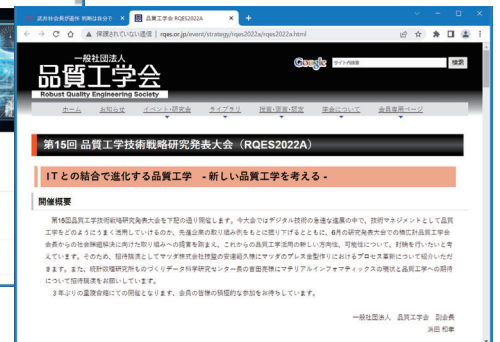 品質工学会 RQES2022A
保護されていない通信 | rqes.or.jp/event/strategy/rqes2022a/rqes2022a.html
一般社団法人
品質工学会
Robust Quality Engineering Society
Google
サイト内検索
検索
ホーム お知らせ イベント・研究会 ライブラリ 授賞・褒賞・認定 学会について 会員専用ページ
第15回 品質工学技術戦略研究発表大会（RQES2022A）
ＩＴとの結合で進化する品質工学 - 新しい品質工学を考える -
開催概要
第15回品質工学技術戦略研究発表大会を下記の通り開催します。今大会ではデジタル技術の急速な進展の中で、技術マネジメントとして品質
工学をどのようにうまく活用していけるのか、先進企業の取り組み例をもとに掘り下げるとともに、6月の研究発表大会での椿広計品質工学会
会長からの社会課題解決に向けた取り組みへの提言を踏まえ、これからの品質工学活用の新しい方向性、可能性について、討論を行いたいと考
えています。そのため、招待講演としてマツダ株式会社技監の安達範久様にマツダのプレス金型作りにおけるプロセス革新について紹介いただ
きます。また、統計数理研究所ものづくりデータ科学研究センター長の吉田亮様にマテリアルインフォマティックスの現状と品質工学への期待
について招待講演をお願いしています。
3年ぶりの星陵会館にての開催となります、会員の皆様の積極的な参加をお待ちしています。
一般社団法人 品質工学会 副会長
浜田 和孝